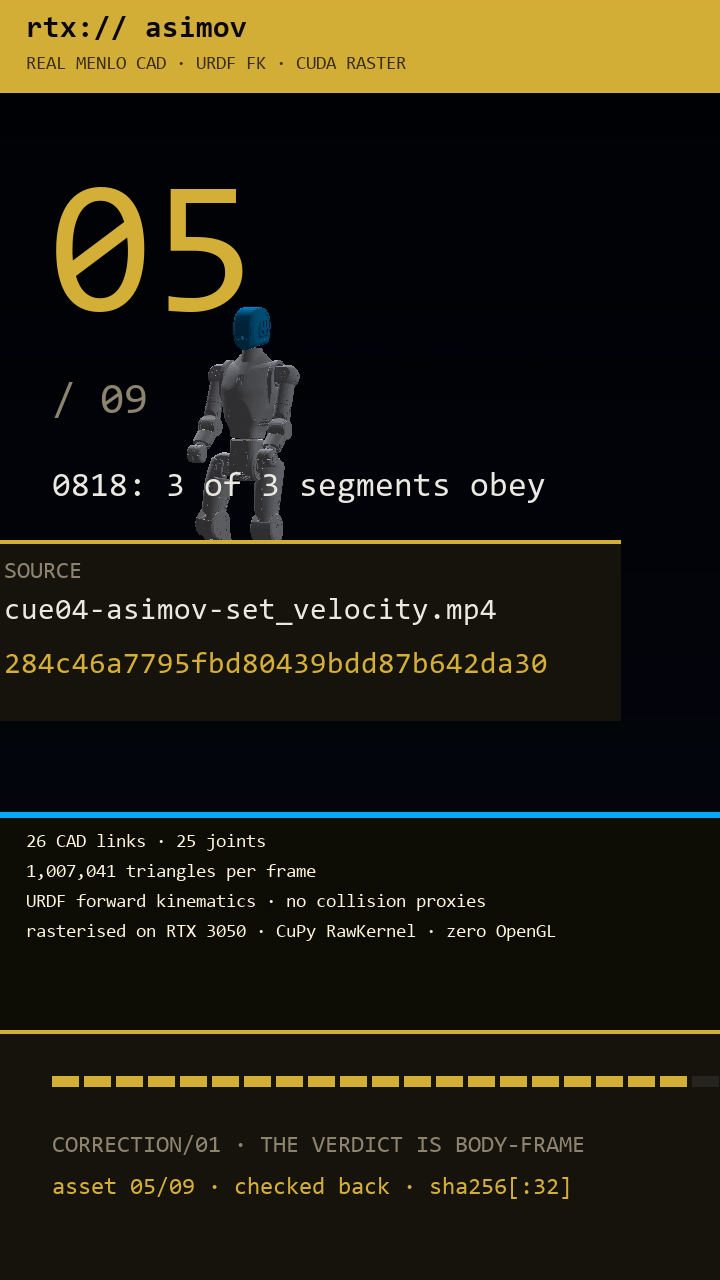 rtx:// asimov
REAL MENLO CAD · URDF FK · CUDA RASTER
05
/ 09
0818: 3 of 3 segments obey
SOURCE
cue04-asimov-set_velocity.mp4
284c46a7795fbd80439bdd87b642da30
26 CAD links · 25 joints
1,007,041 triangles per frame
URDF forward kinematics · no collision proxies
rasterised on RTX 3050 · CuPy RawKernel · zero OpenGL
CORRECTION/01 · THE VERDICT IS BODY-FRAME
asset 05/09 · checked back · sha256[:32]